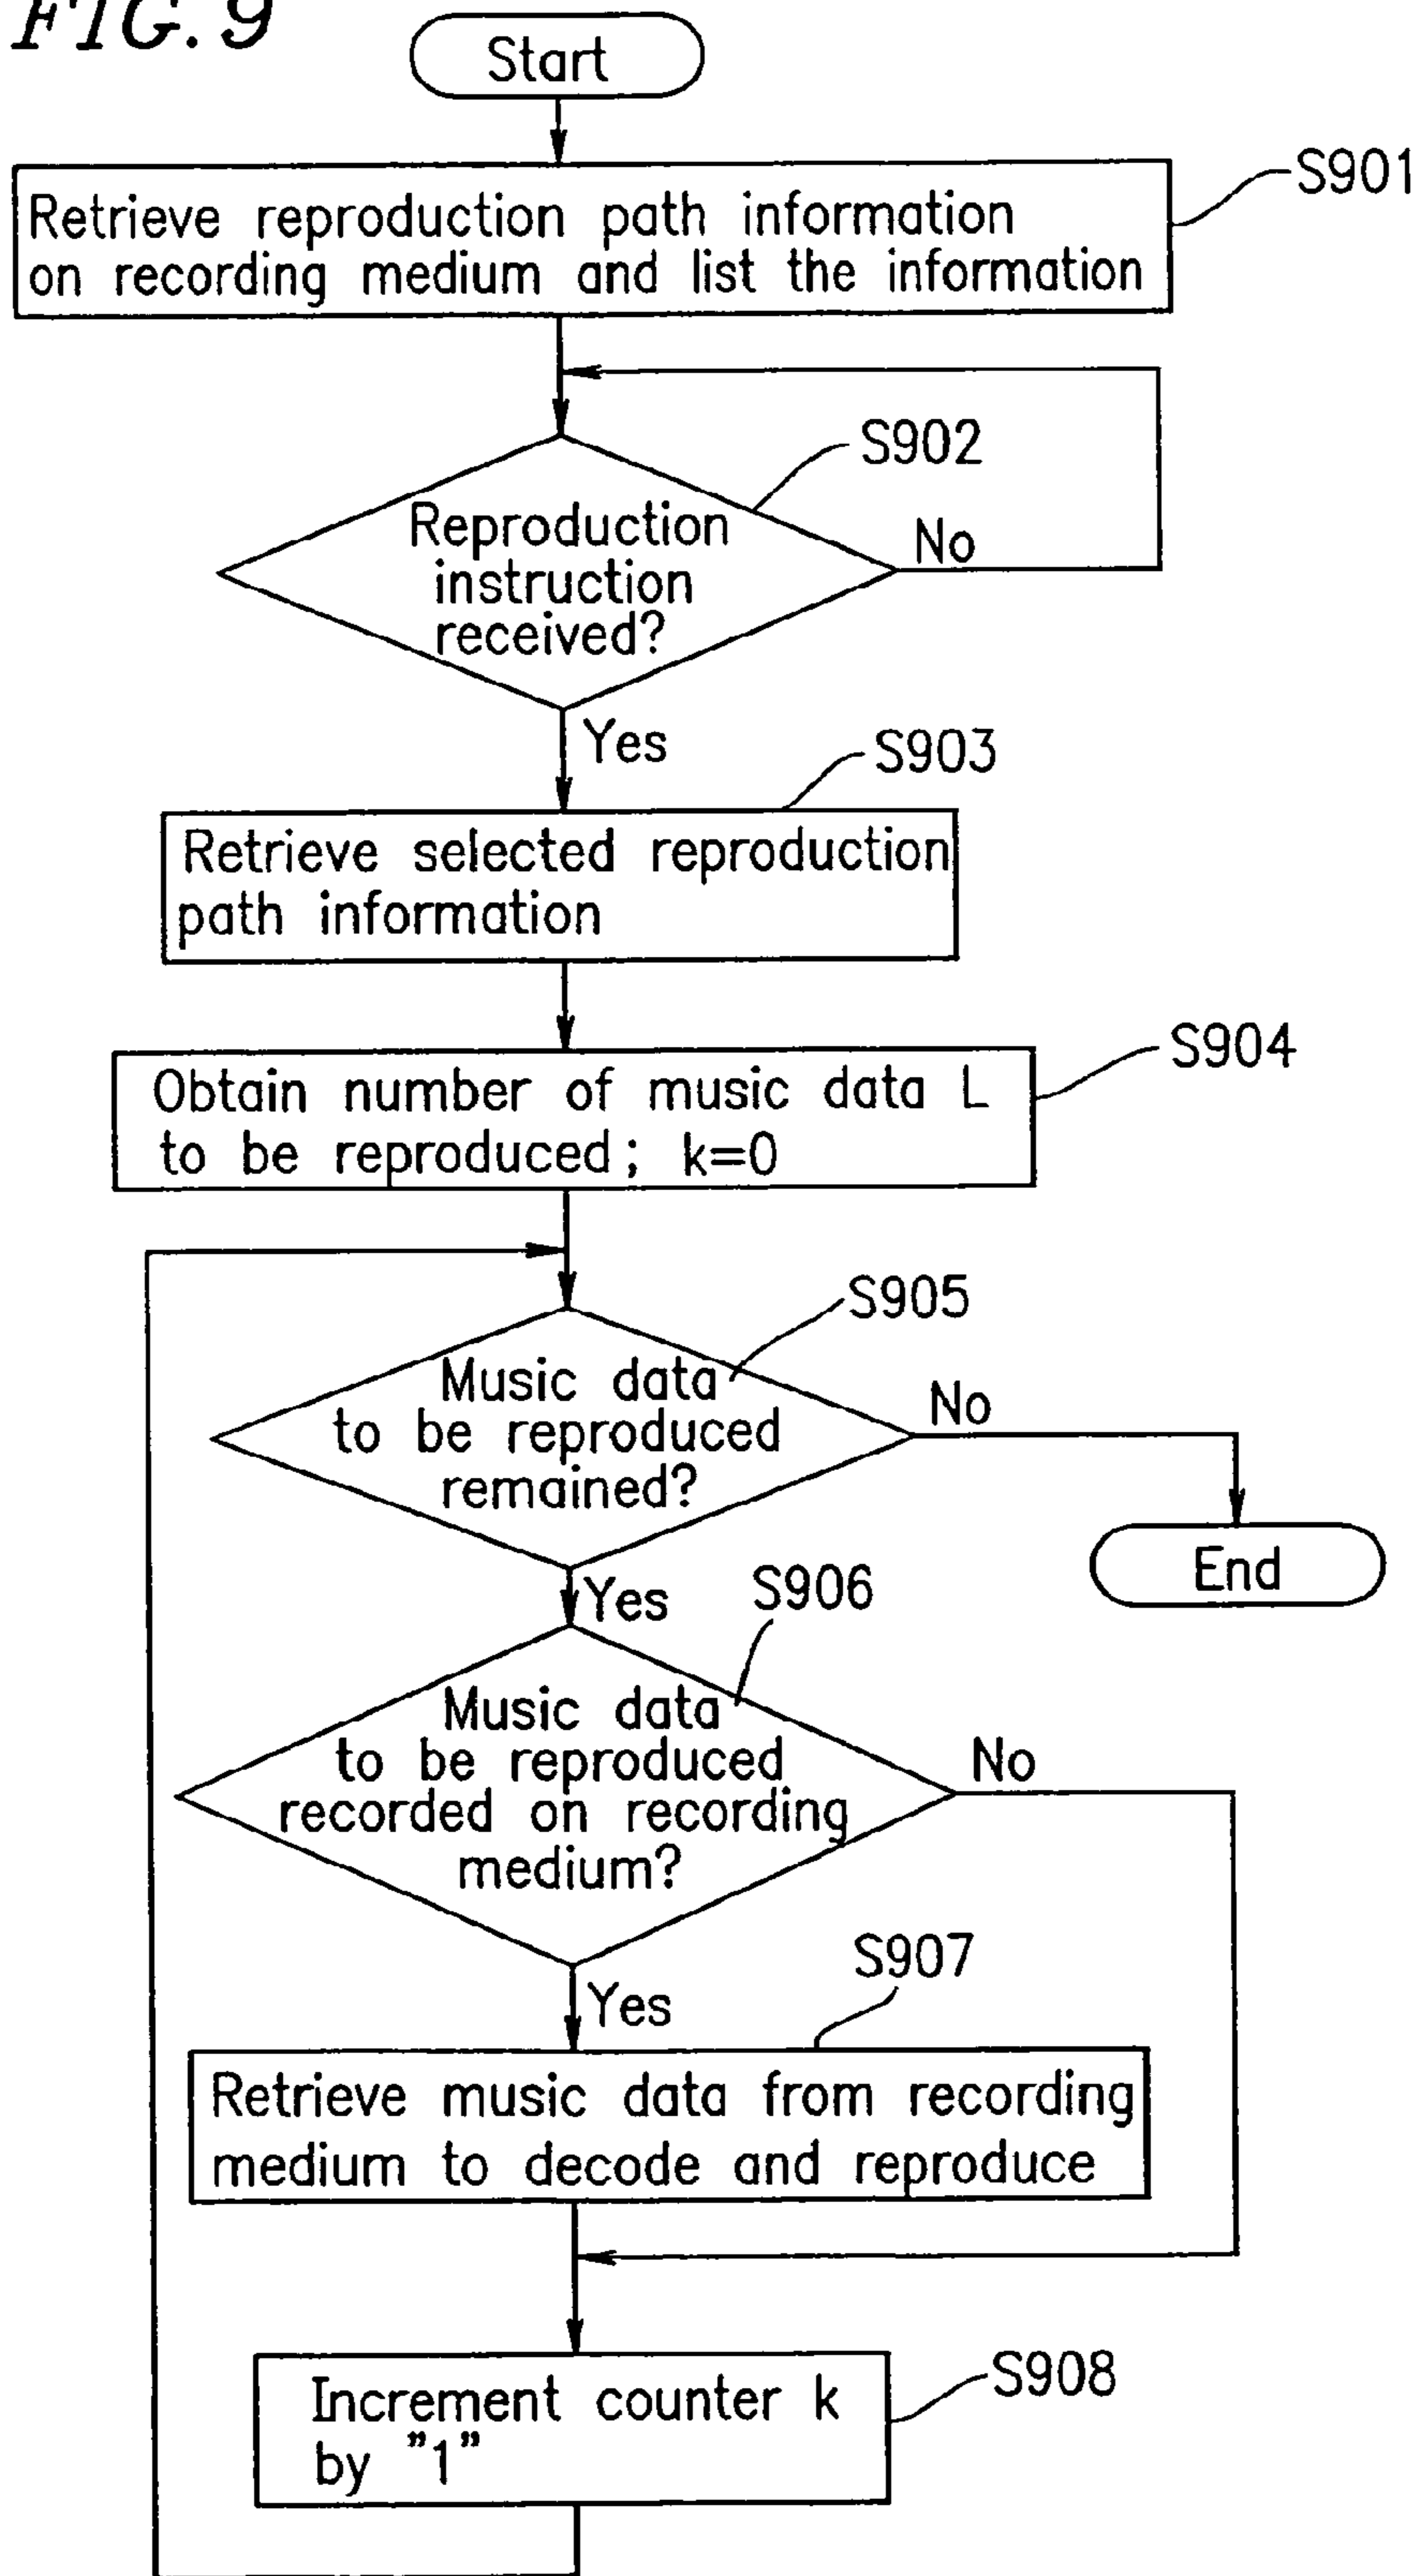 FIG. 9
Start
S901
Retrieve reproduction path information
on recording medium and list the information
S902
Reproduction
instruction
received?
No
Yes
S903
Retrieve selected reproduction
path information
S904
Obtain number of music data L
to be reproduced; k=0
S905
Music data
to be reproduced
remained?
No
End
Yes
S906
Music data
to be reproduced
recorded on recording
medium?
No
Yes
S907
Retrieve music data from recording
medium to decode and reproduce
S908
Increment counter k
by "1"